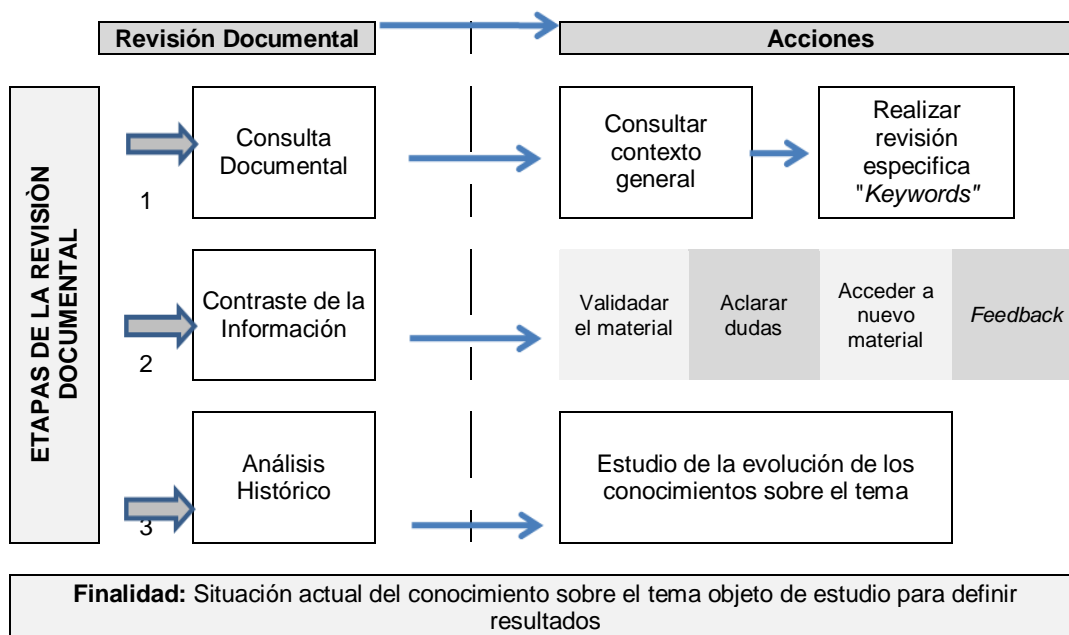 Revisión Documental
Acciones
ETAPAS DE LA REVISIÒN
DOCUMENTAL
1
Consulta
Documental
Consultar
contexto
general
Realizar
revisión
especifica
"Keywords"
2
Contraste de la
Información
Validadar
el material
Aclarar
dudas
Acceder a
nuevo
material
Feedback
3
Análisis
Histórico
Estudio de la evolución de los
conocimientos sobre el tema
Finalidad: Situación actual del conocimiento sobre el tema objeto de estudio para definir
resultados